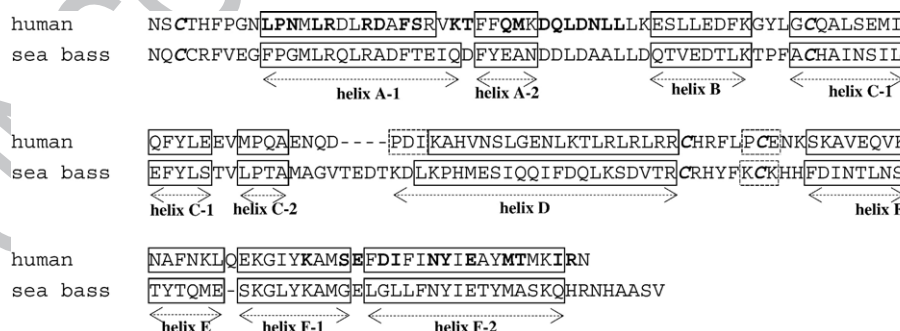 human NSCTHFPGNLPNMLRDLRDAFSRVKTFFQMKDQLDNLLLKESLLEDFKGYLGCQALSEMI
sea bass NQCCRFVEGFPGMLRQLRADFTEIQDFYEANDDLDAALLDQTVEDTLKTPFACHAINSIL
helix A-1 helix A-2 helix B helix C-1
human QFYLEEVMPQAENQD----PDIKAHVNSLGENLKTLRLRLRRCHRFLPCENKSKAVEQVK
sea bass EFYLSTVLPTAMAGVTEDTKDLKPHMESIQQIFDQLKSDVTRCRHYFKCKHHFDINTLNS
helix C-1 helix C-2 helix D
human NAFNKLQEKGIYKAMSEFDIFINYIEAYMTMKIRN
sea bass TYTQME-SKGLYKAMGELGLLFNYIETYMASKQHRNHAASV
helix E helix F-1 helix F-2